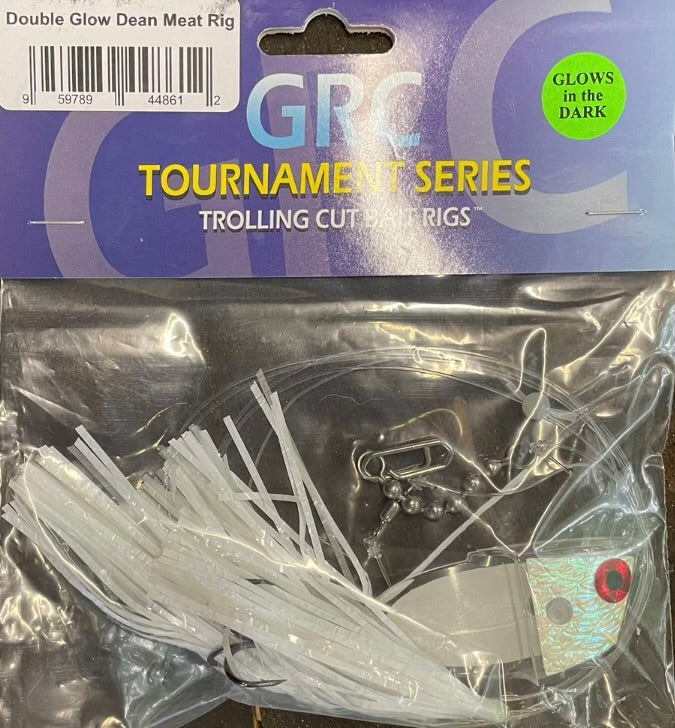 Double Glow Dean Meat Rig
9 59789 44861 2
GRC
GLOWS
in the
DARK
TOURNAMENT SERIES
TROLLING CUT BAIT RIGS™